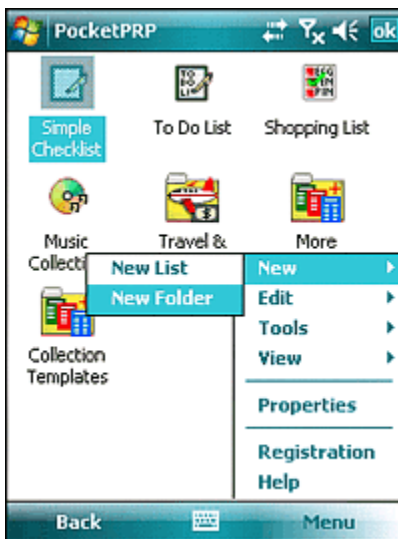 PocketPRP
ok
Simple
Checklist
To Do List
Shopping List
Music
Collecti
Travel &
More
New List
New Folder
New
Edit
Tools
View
Properties
Registration
Help
Collection
Templates
Back
Menu